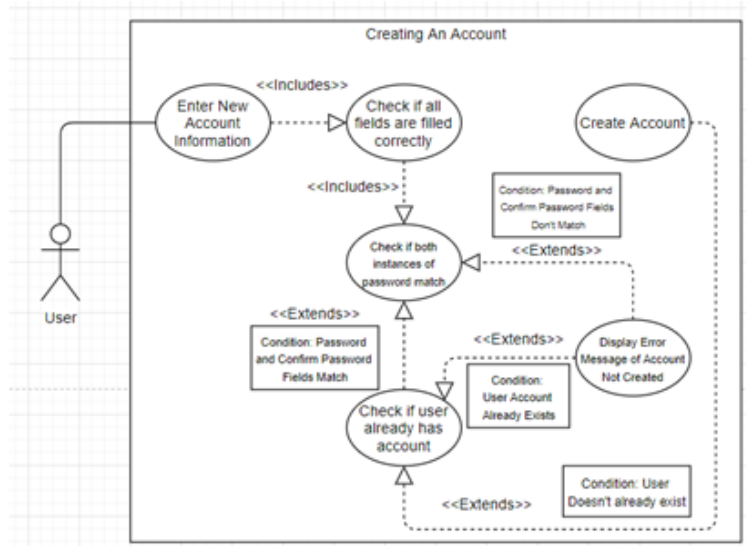 Creating An Account
<<Includes>>
Enter New
Account
Information
Check if all
fields are filled
correctly
Create Account
<<Includes>>
Condition: Password and
Confirm Password Fields
Don't Match
Check if both
instances of
password match
<<Extends>>
User
<<Extends>>
Condition: Password
and Confirm Password
Fields Match
<<Extends>>
Display Error
Message of Account
Not Created
Condition:
User Account
Already Exists
Check if user
already has
account
Condition: User
Doesn't already exist
<<Extends>>